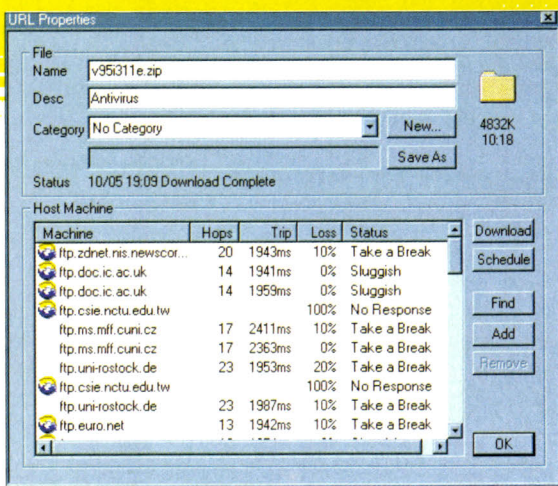 URL Properties
File
Name v95i311e.zip
Desc Antivirus
Category No Category New... 4832K
10:18
Save As
Status 10/05 19:09 Download Complete
Host Machine
Machine Hops Trip Loss Status Download
ftp.zdnet.nis.newscor... 20 1943ms 10% Take a Break
ftp.doc.ic.ac.uk 14 1941ms 0% Sluggish Schedule
ftp.doc.ic.ac.uk 14 1959ms 0% Sluggish
ftp.csie.nctu.edu.tw 100% No Response Find
ftp.ms.mff.cuni.cz 17 2411ms 10% Take a Break Add
ftp.ms.mff.cuni.cz 17 2363ms 0% Take a Break
ftp.uni-rostock.de 23 1953ms 20% Take a Break Remove
ftp.csie.nctu.edu.tw 100% No Response
ftp.uni-rostock.de 23 1987ms 10% Take a Break
ftp.euro.net 13 1942ms 10% Take a Break
OK